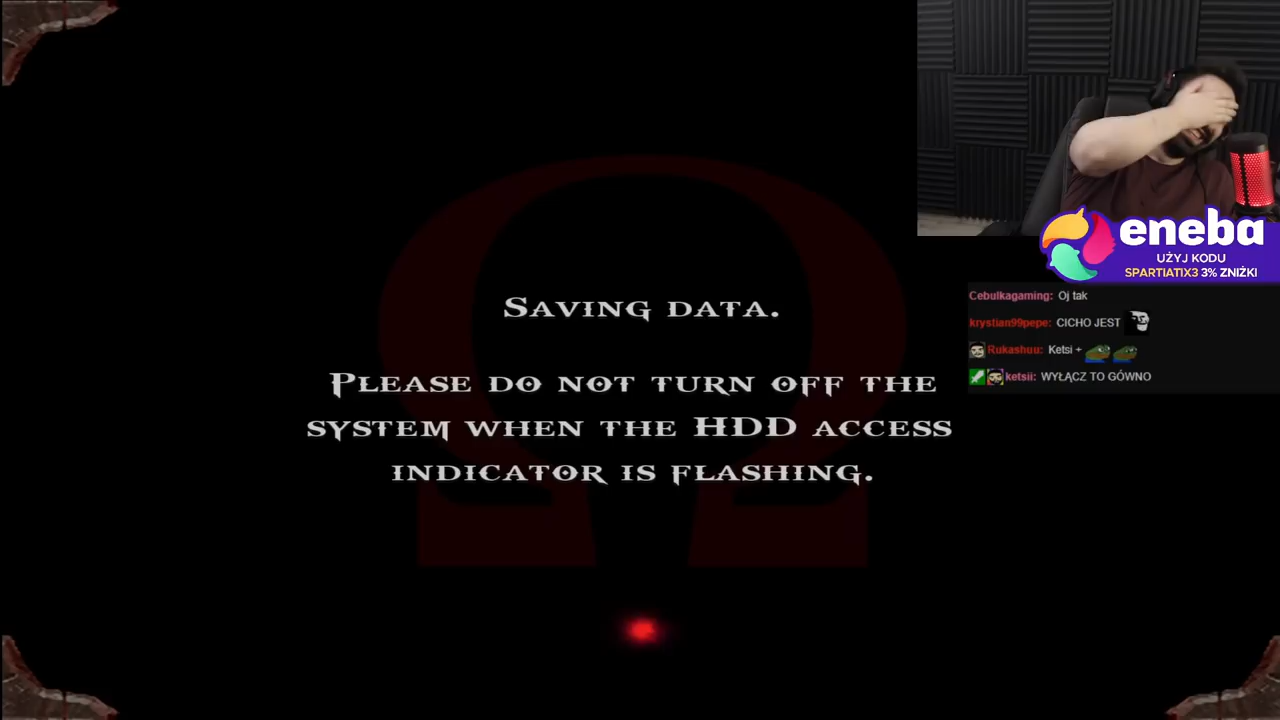 eneba
UŻYJ KODU
SPARTIATIX3 3% ZNIŻKI
Cebulkagaming: Oj tak
krystian99pepe: CICHO JEST
Rukashuu: Ketsi +
ketsii: WYŁĄCZ TO GÓWNO
SAVING DATA.
PLEASE DO NOT TURN OFF THE
SYSTEM WHEN THE HDD ACCESS
INDICATOR IS FLASHING.